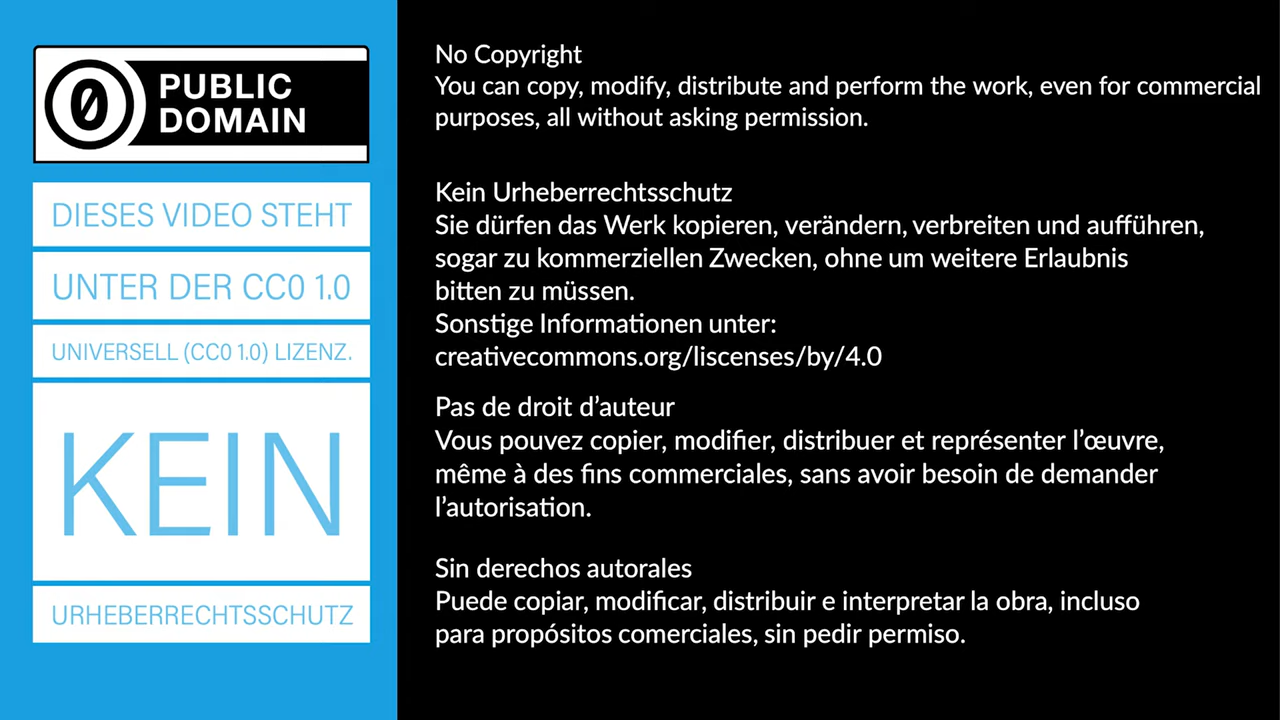 0
PUBLIC
DOMAIN
DIESES VIDEO STEHT
UNTER DER CC0 1.0
UNIVERSELL (CC0 1.0) LIZENZ.
KEIN
URHEBERRECHTSSCHUTZ
No Copyright
You can copy, modify, distribute and perform the work, even for commercial
purposes, all without asking permission.
Kein Urheberrechtsschutz
Sie dürfen das Werk kopieren, verändern, verbreiten und aufführen,
sogar zu kommerziellen Zwecken, ohne um weitere Erlaubnis
bitten zu müssen.
Sonstige Informationen unter:
creativecommons.org/liscenses/by/4.0
Pas de droit d’auteur
Vous pouvez copier, modifier, distribuer et représenter l’œuvre,
même à des fins commerciales, sans avoir besoin de demander
l’autorisation.
Sin derechos autorales
Puede copiar, modificar, distribuir e interpretar la obra, incluso
para propósitos comerciales, sin pedir permiso.